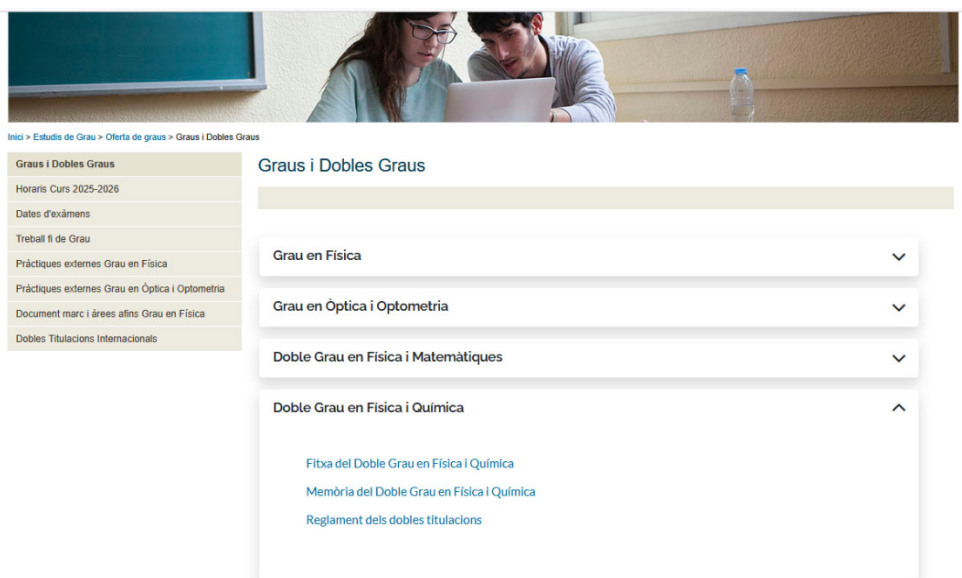 Inici > Estudis de Grau > Oferta de graus > Graus i Dobles Graus
Graus i Dobles Graus
Horaris Curs 2025-2026
Dates d'exàmens
Treball fi de Grau
Pràctiques externes Grau en Física
Pràctiques externes Grau en Òptica i Optometria
Document marc i àrees afins Grau en Física
Dobles Titulacions Internacionals
Graus i Dobles Graus
Grau en Física
Grau en Òptica i Optometria
Doble Grau en Física i Matemàtiques
Doble Grau en Física i Química
Fitxa del Doble Grau en Física i Química
Memòria del Doble Grau en Física i Química
Reglament dels dobles titulacions